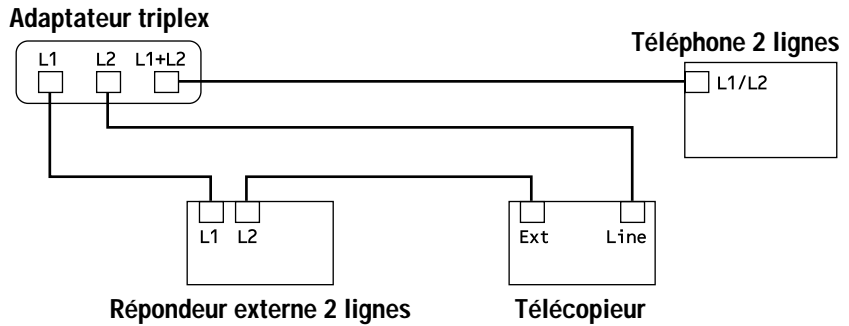 Adaptateur triplex
L1 L2 L1+L2
Téléphone 2 lignes
L1/L2
L1 L2
Ext Line
Répondeur externe 2 lignes
Télécopieur